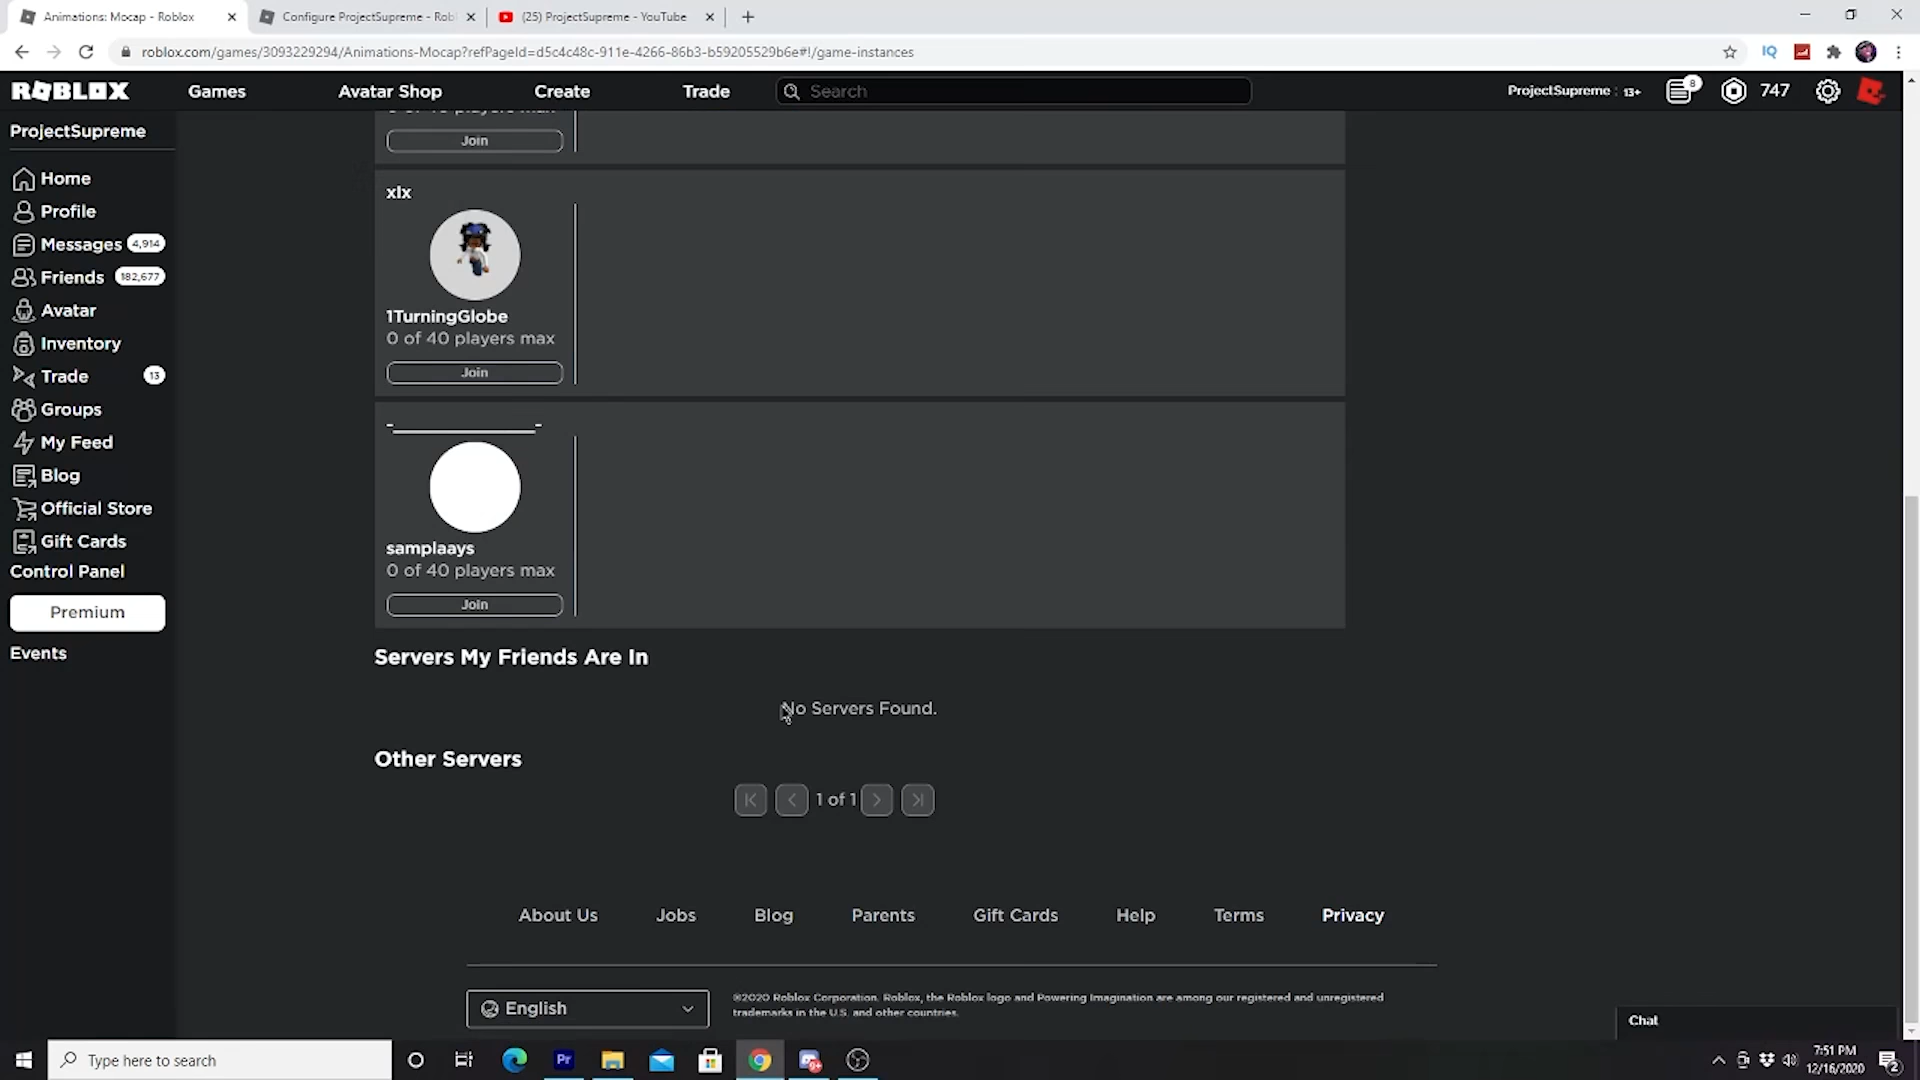 Animations: Mocap - Roblox
Configure ProjectSupreme - Rob
(25) ProjectSupreme - YouTube
roblox.com/games/3093229294/Animations-Mocap?refPageId=d5c4c48c-911e-4266-86b3-b59205529b6e#!/game-instances
IQ
ROBLOX
Games
Avatar Shop
Create
Trade
Search
ProjectSupreme : 13+
8
747
ProjectSupreme
Home
Profile
Messages 4,914
Friends 182,677
Avatar
Inventory
Trade 13
Groups
My Feed
Blog
Official Store
Gift Cards
Control Panel
Premium
Events
Join
xlx
1TurningGlobe
0 of 40 players max
Join
-_______________-
samplaays
0 of 40 players max
Join
Servers My Friends Are In
No Servers Found.
Other Servers
1 of 1
About Us
Jobs
Blog
Parents
Gift Cards
Help
Terms
Privacy
English
©2020 Roblox Corporation. Roblox, the Roblox logo and Powering Imagination are among our registered and unregistered
trademarks in the U.S. and other countries.
Chat
Type here to search
Pr
7:51 PM
12/16/2020
2